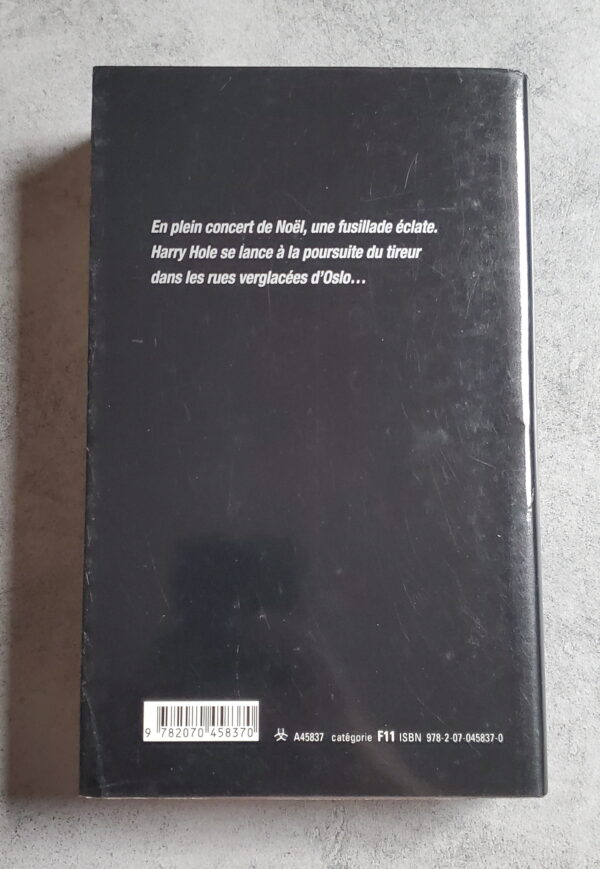 En plein concert de Noël, une fusillade éclate.
Harry Hole se lance à la poursuite du tireur
dans les rues verglacées d'Oslo…
9 782070 458370
A45837 catégorie F11 ISBN 978-2-07-045837-0